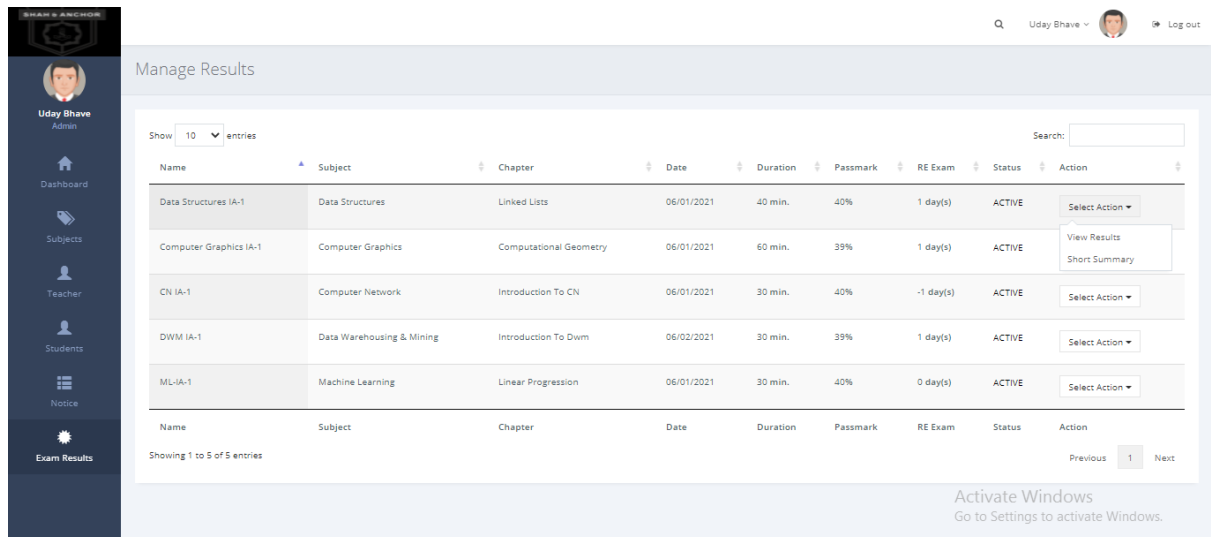 SHAH & ANCHOR
Uday Bhave
Log out
Manage Results
Uday Bhave
Admin
Dashboard
Subjects
Teacher
Students
Notice
Exam Results
Show 10 entries
Search:
Name Subject Chapter Date Duration Passmark RE Exam Status Action
Data Structures IA-1 Data Structures Linked Lists 06/01/2021 40 min. 40% 1 day(s) ACTIVE Select Action
View Results
Short Summary
Computer Graphics IA-1 Computer Graphics Computational Geometry 06/01/2021 60 min. 39% 1 day(s) ACTIVE
CN IA-1 Computer Network Introduction To CN 06/01/2021 30 min. 40% -1 day(s) ACTIVE Select Action
DWM IA-1 Data Warehousing & Mining Introduction To Dwm 06/02/2021 30 min. 39% 1 day(s) ACTIVE Select Action
ML-IA-1 Machine Learning Linear Progression 06/01/2021 30 min. 40% 0 day(s) ACTIVE Select Action
Name Subject Chapter Date Duration Passmark RE Exam Status Action
Showing 1 to 5 of 5 entries
Previous 1 Next
Activate Windows
Go to Settings to activate Windows.